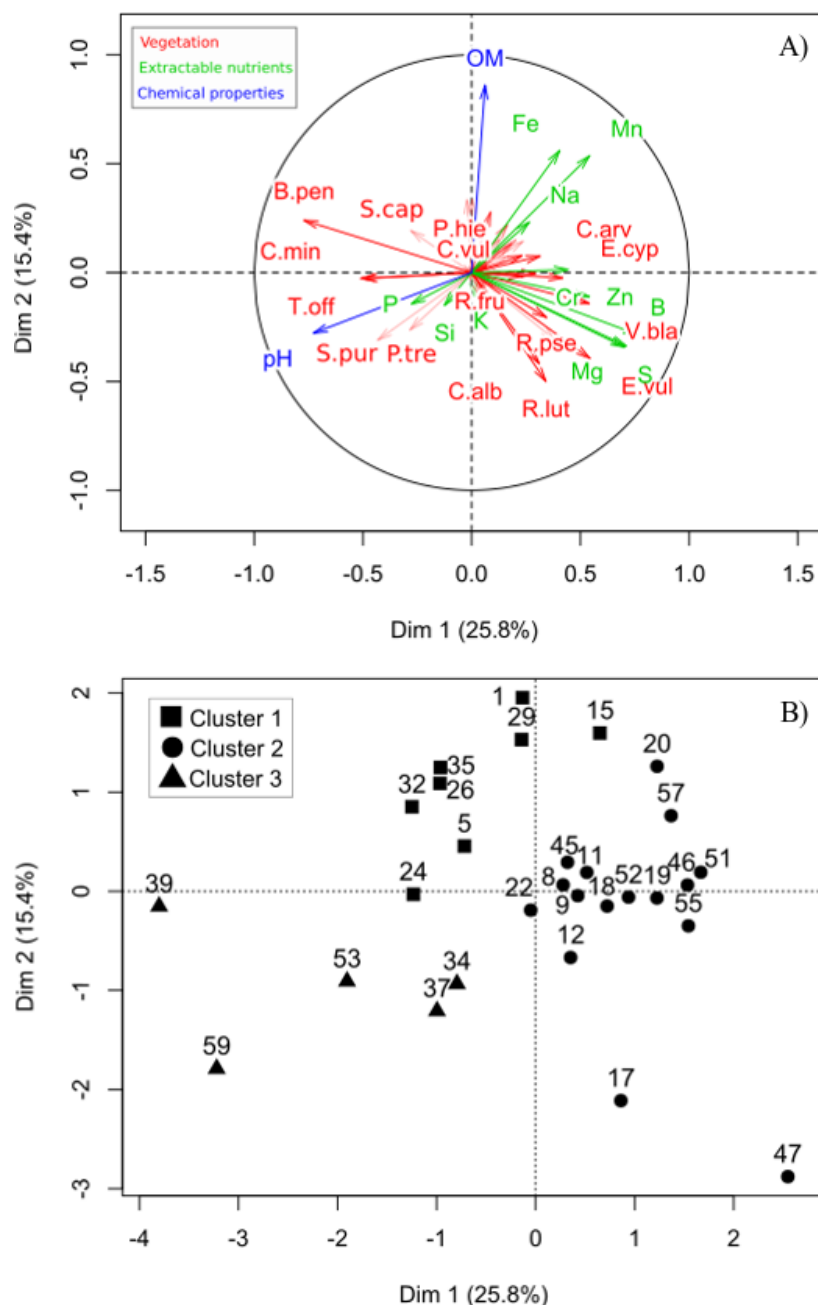 A)
Vegetation
Extractable nutrients
Chemical properties
OM
Fe
Mn
B.pen
S.cap
Na
P.hie
C.arv
C.min
C.vul
E.cyp
T.off
P
R.fru
Cr
Zn
B
K
Si
V.bla
pH
S.pur
P.tre
R.pse
Mg
S
C.alb
E.vul
R.lut
1.0
0.5
0.0
-0.5
-1.0
Dim 2 (15.4%)
-1.5
-1.0
-0.5
0.0
0.5
1.0
1.5
Dim 1 (25.8%)
B)
Cluster 1
Cluster 2
Cluster 3
1
29
15
20
35
26
32
57
5
45
11
46
51
24
8
52
19
22
9
18
55
39
12
53
34
37
59
17
47
2
1
0
-1
-2
-3
Dim 2 (15.4%)
-4
-3
-2
-1
0
1
2
Dim 1 (25.8%)